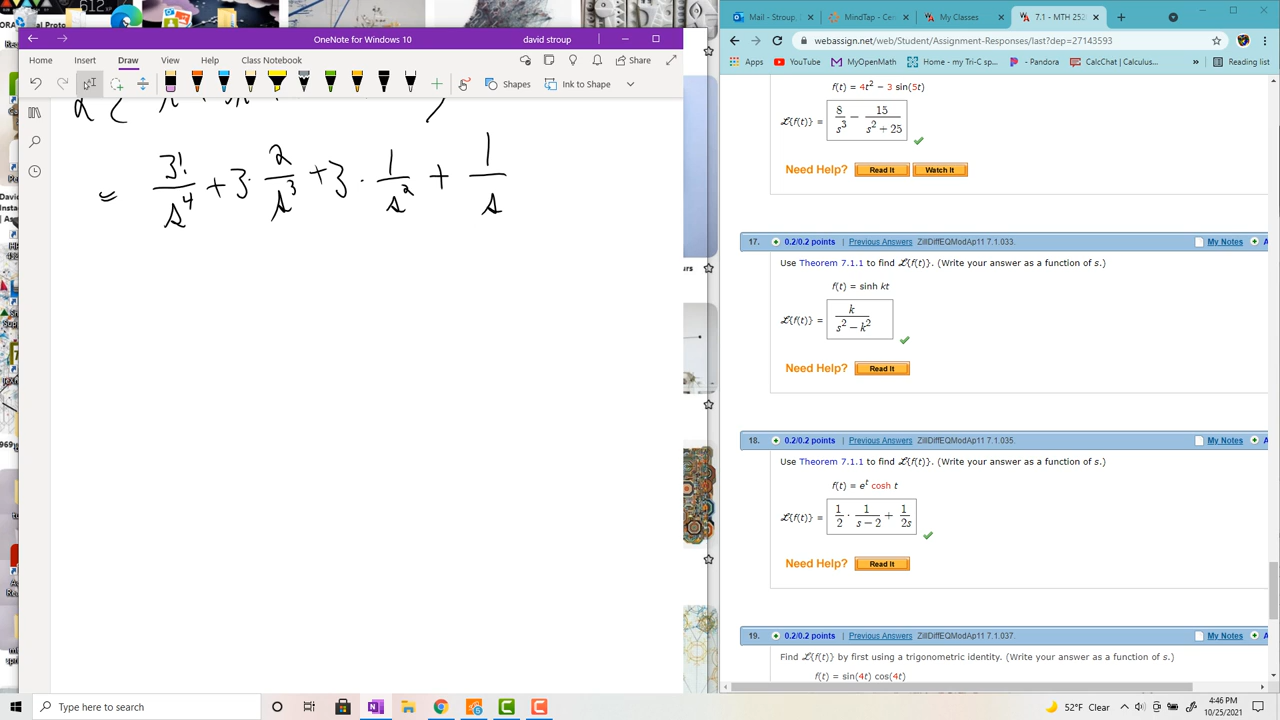 OneNote for Windows 10
david stroup
Home Insert Draw View Help Class Notebook
Share
Shapes Ink to Shape
= 3!/s⁴ + 3 · 2/s³ + 3 · 1/s² + 1/s
Mail - Stroup, D
MindTap - Cen
My Classes
7.1 - MTH 253
webassign.net/web/Student/Assignment-Responses/last?dep=27143593
Apps YouTube Maps Home - my Tri-C sp... - Pandora CalcChat | Calculus... Reading list
f(t) = 4t² − 3 sin(5t)
ℒ{f(t)} = 8/s³ − 15/(s² + 25)
Need Help? Read It Watch It
17. 0.2/0.2 points | Previous Answers ZillDiffEQModAp11 7.1.033. My Notes
Use Theorem 7.1.1 to find ℒ{f(t)}. (Write your answer as a function of s.)
f(t) = sinh kt
ℒ{f(t)} = k/(s² − k²)
Need Help? Read It
18. 0.2/0.2 points | Previous Answers ZillDiffEQModAp11 7.1.035. My Notes
Use Theorem 7.1.1 to find ℒ{f(t)}. (Write your answer as a function of s.)
f(t) = eᵗ cosh t
ℒ{f(t)} = 1/2 · 1/(s − 2) + 1/(2s)
Need Help? Read It
19. 0.2/0.2 points | Previous Answers ZillDiffEQModAp11 7.1.037. My Notes
Find ℒ{f(t)} by first using a trigonometric identity. (Write your answer as a function of s.)
f(t) = sin(4t) cos(4t)
Type here to search
52°F Clear
4:46 PM
10/25/2021